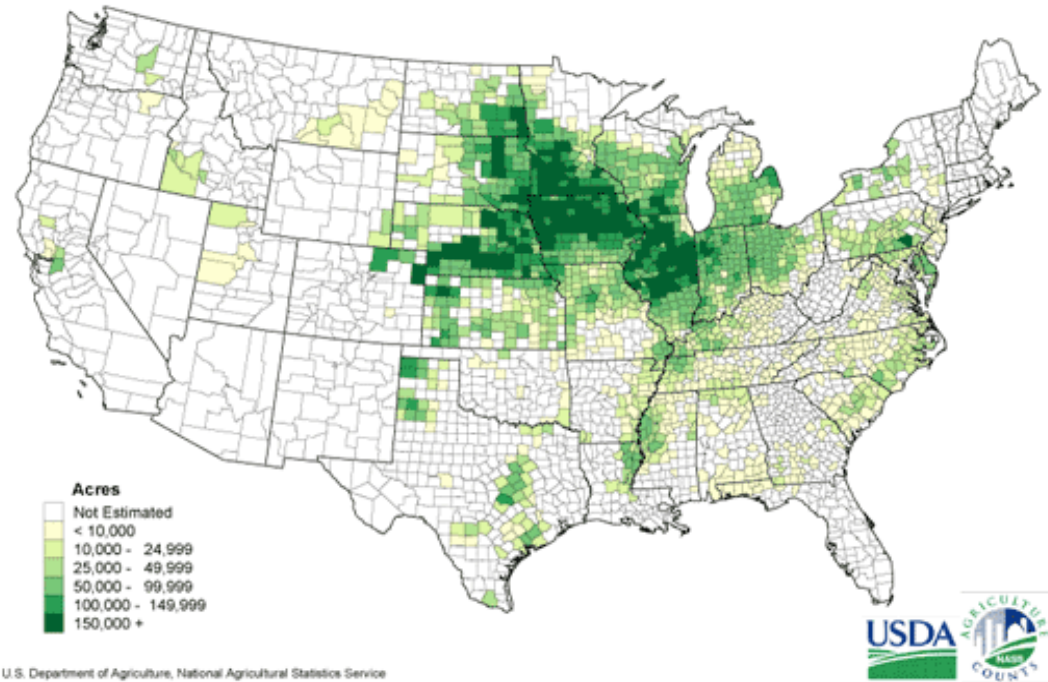 Acres
Not Estimated
< 10,000
10,000 - 24,999
25,000 - 49,999
50,000 - 99,999
100,000 - 149,999
150,000 +
USDA
AGRICULTURE
NASS
COUNTS
U.S. Department of Agriculture, National Agricultural Statistics Service